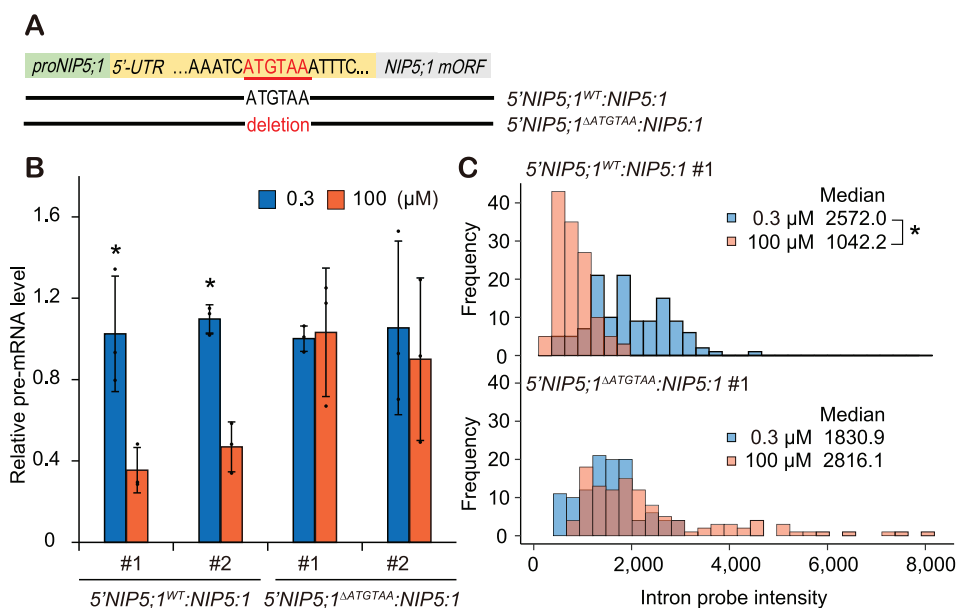 A
proNIP5;1 5'-UTR ...AAATCATGTAAATTTC... NIP5;1 mORF
ATGTAA 5'NIP5;1WT:NIP5:1
deletion 5'NIP5;1ΔATGTAA:NIP5:1
B
0.3 100 (μM)
Relative pre-mRNA level
1.6
1.2
0.8
0.4
0
* *
#1 #2 #1 #2
5'NIP5;1WT:NIP5:1 5'NIP5;1ΔATGTAA:NIP5:1
C
5'NIP5;1WT:NIP5:1 #1
Median
0.3 μM 2572.0
100 μM 1042.2
*
Frequency
40
30
20
10
0
5'NIP5;1ΔATGTAA:NIP5:1 #1
Median
0.3 μM 1830.9
100 μM 2816.1
Frequency
40
20
10
0
0 2,000 4,000 6,000 8,000
Intron probe intensity